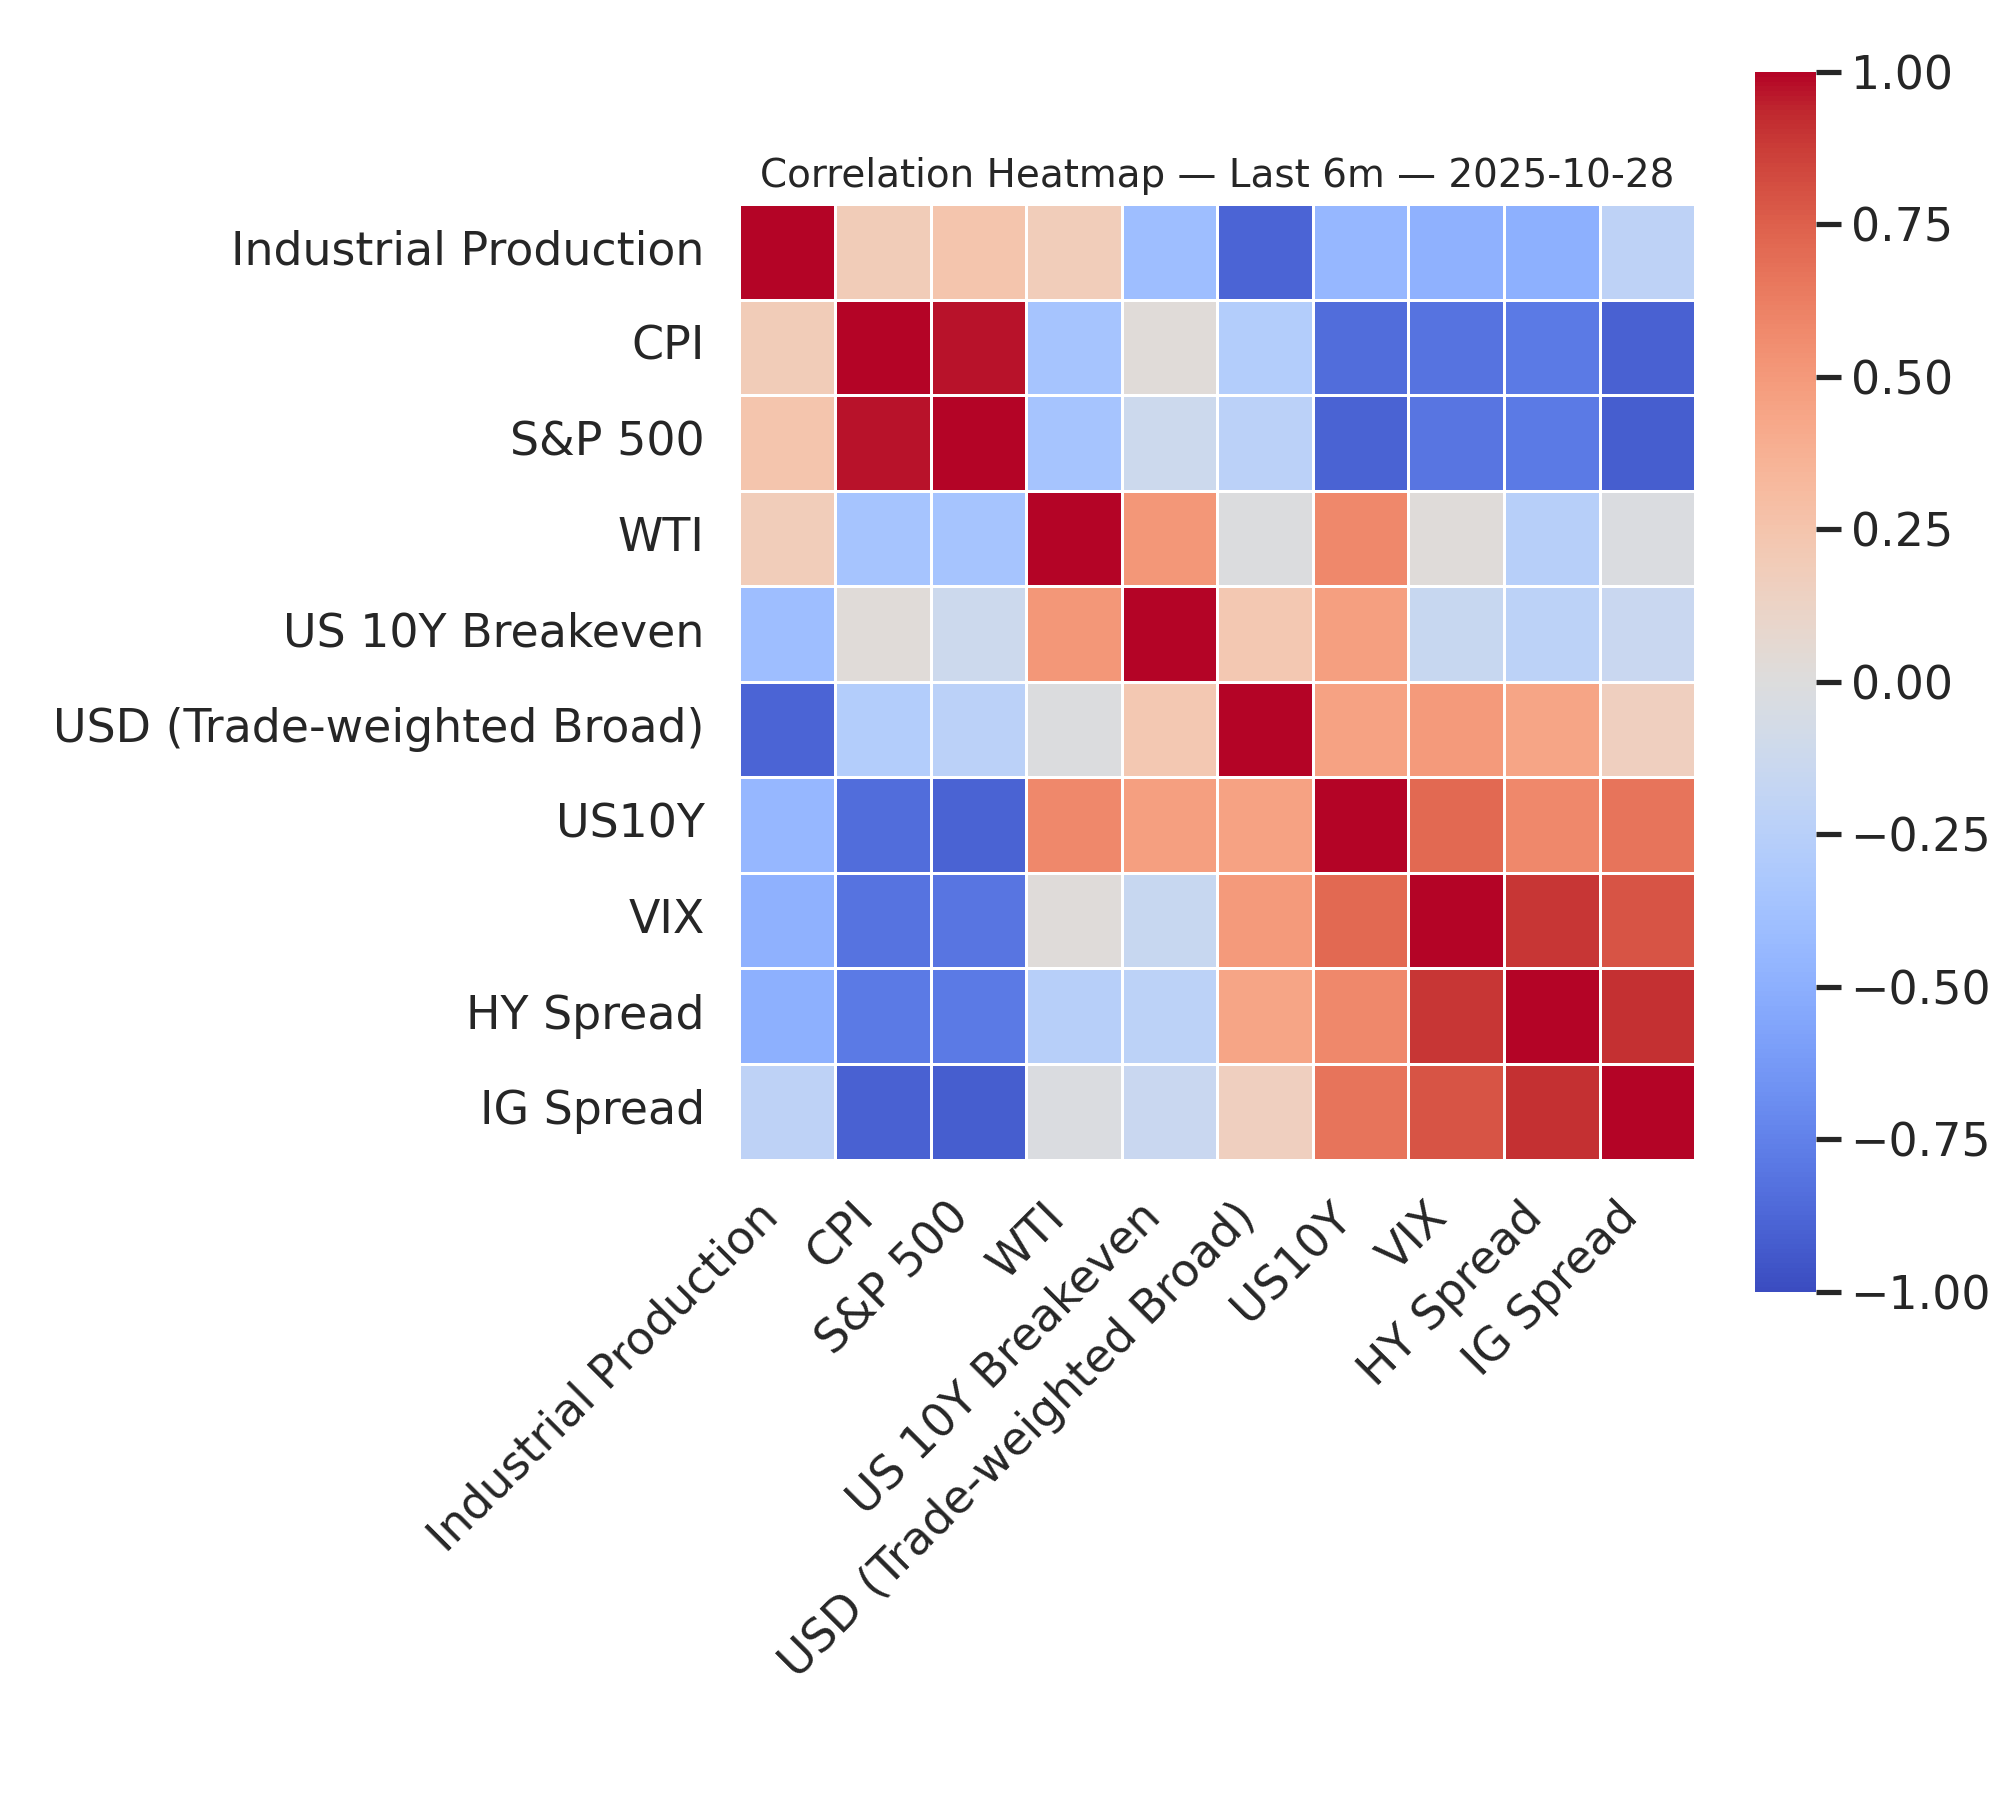 Correlation Heatmap — Last 6m — 2025-10-28
Industrial Production
CPI
S&P 500
WTI
US 10Y Breakeven
USD (Trade-weighted Broad)
US10Y
VIX
HY Spread
IG Spread
Industrial Production
CPI
S&P 500
WTI
US 10Y Breakeven
USD (Trade-weighted Broad)
US10Y
VIX
HY Spread
IG Spread
1.00
0.75
0.50
0.25
0.00
−0.25
−0.50
−0.75
−1.00